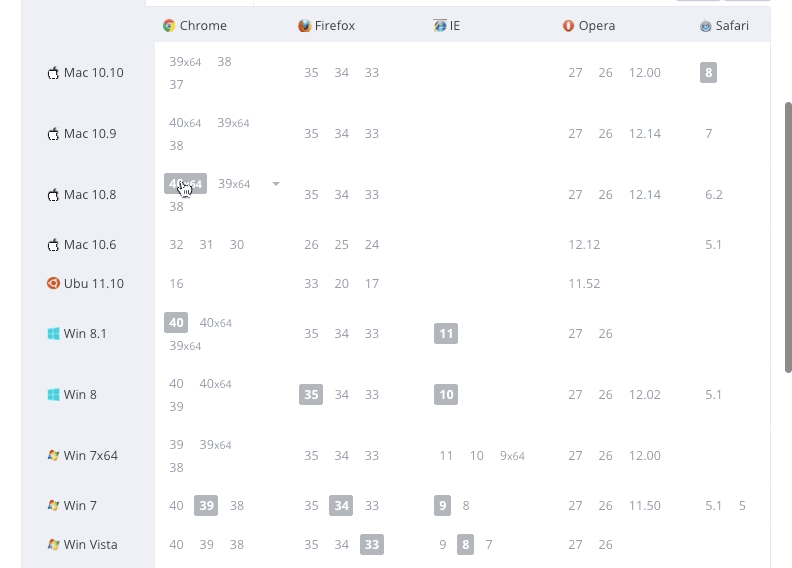 Chrome Firefox IE Opera Safari
39x64 38
Mac 10.10 35 34 33 27 26 12.00 8
37
40x64 39x64
Mac 10.9 35 34 33 27 26 12.14 7
38
39x64
Mac 10.8 35 34 33 27 26 12.14 6.2
38
Mac 10.6 32 31 30 26 25 24 12.12 5.1
Ubu 11.10 16 33 20 17 11.52
40 40x64
Win 8.1 35 34 33 11 27 26
39x64
40 40x64
Win 8 35 34 33 10 27 26 12.02 5.1
39
39 39x64
Win 7x64 35 34 33 11 10 9x64 27 26 12.00
38
Win 7 40 39 38 35 34 33 9 8 27 26 11.50 5.1 5
Win Vista 40 39 38 35 34 33 9 8 7 27 26